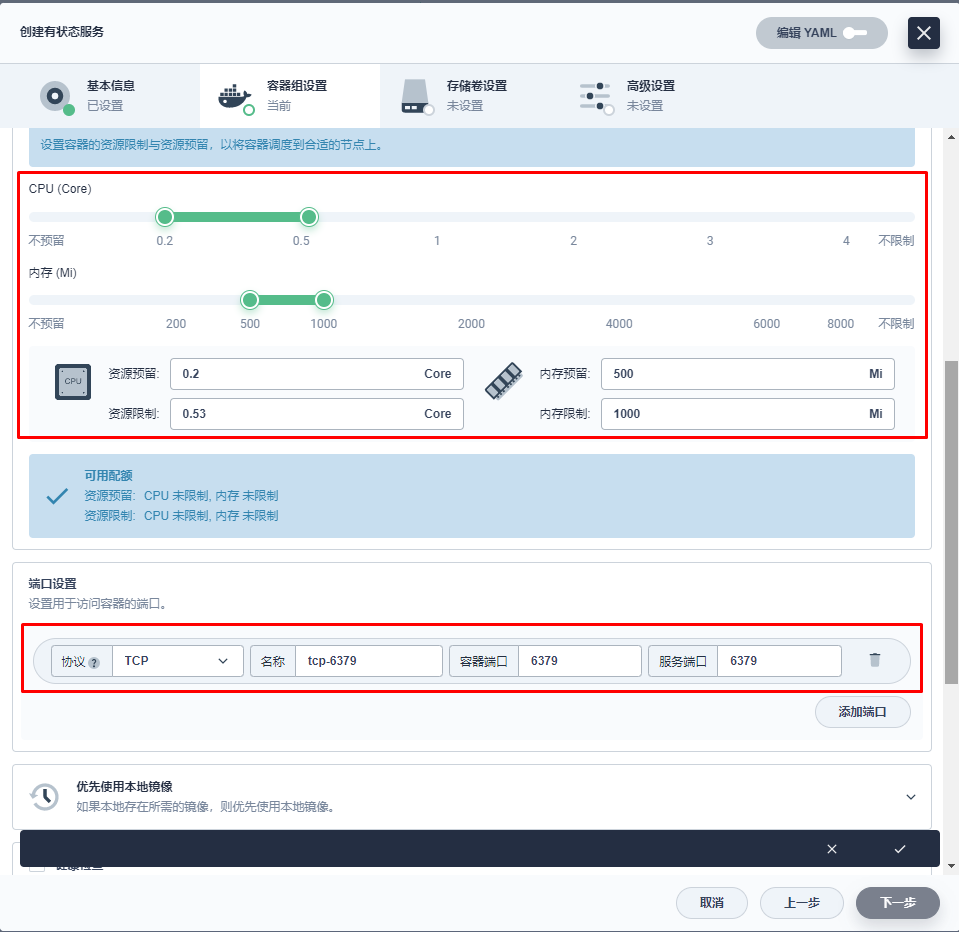 创建有状态服务
编辑 YAML
基本信息
已设置
容器组设置
当前
存储卷设置
未设置
高级设置
未设置
设置容器的资源限制与资源预留，以将容器调度到合适的节点上。
CPU (Core)
不预留 0.2 0.5 1 2 3 4 不限制
内存 (Mi)
不预留 200 500 1000 2000 4000 6000 8000 不限制
CPU
资源预留: 0.2 Core 内存预留: 500 Mi
资源限制: 0.53 Core 内存限制: 1000 Mi
可用配额
资源预留: CPU 未限制, 内存 未限制
资源限制: CPU 未限制, 内存 未限制
端口设置
设置用于访问容器的端口。
协议 ? TCP 名称 tcp-6379 容器端口 6379 服务端口 6379
添加端口
优先使用本地镜像
如果本地存在所需的镜像，则优先使用本地镜像。
取消 上一步 下一步